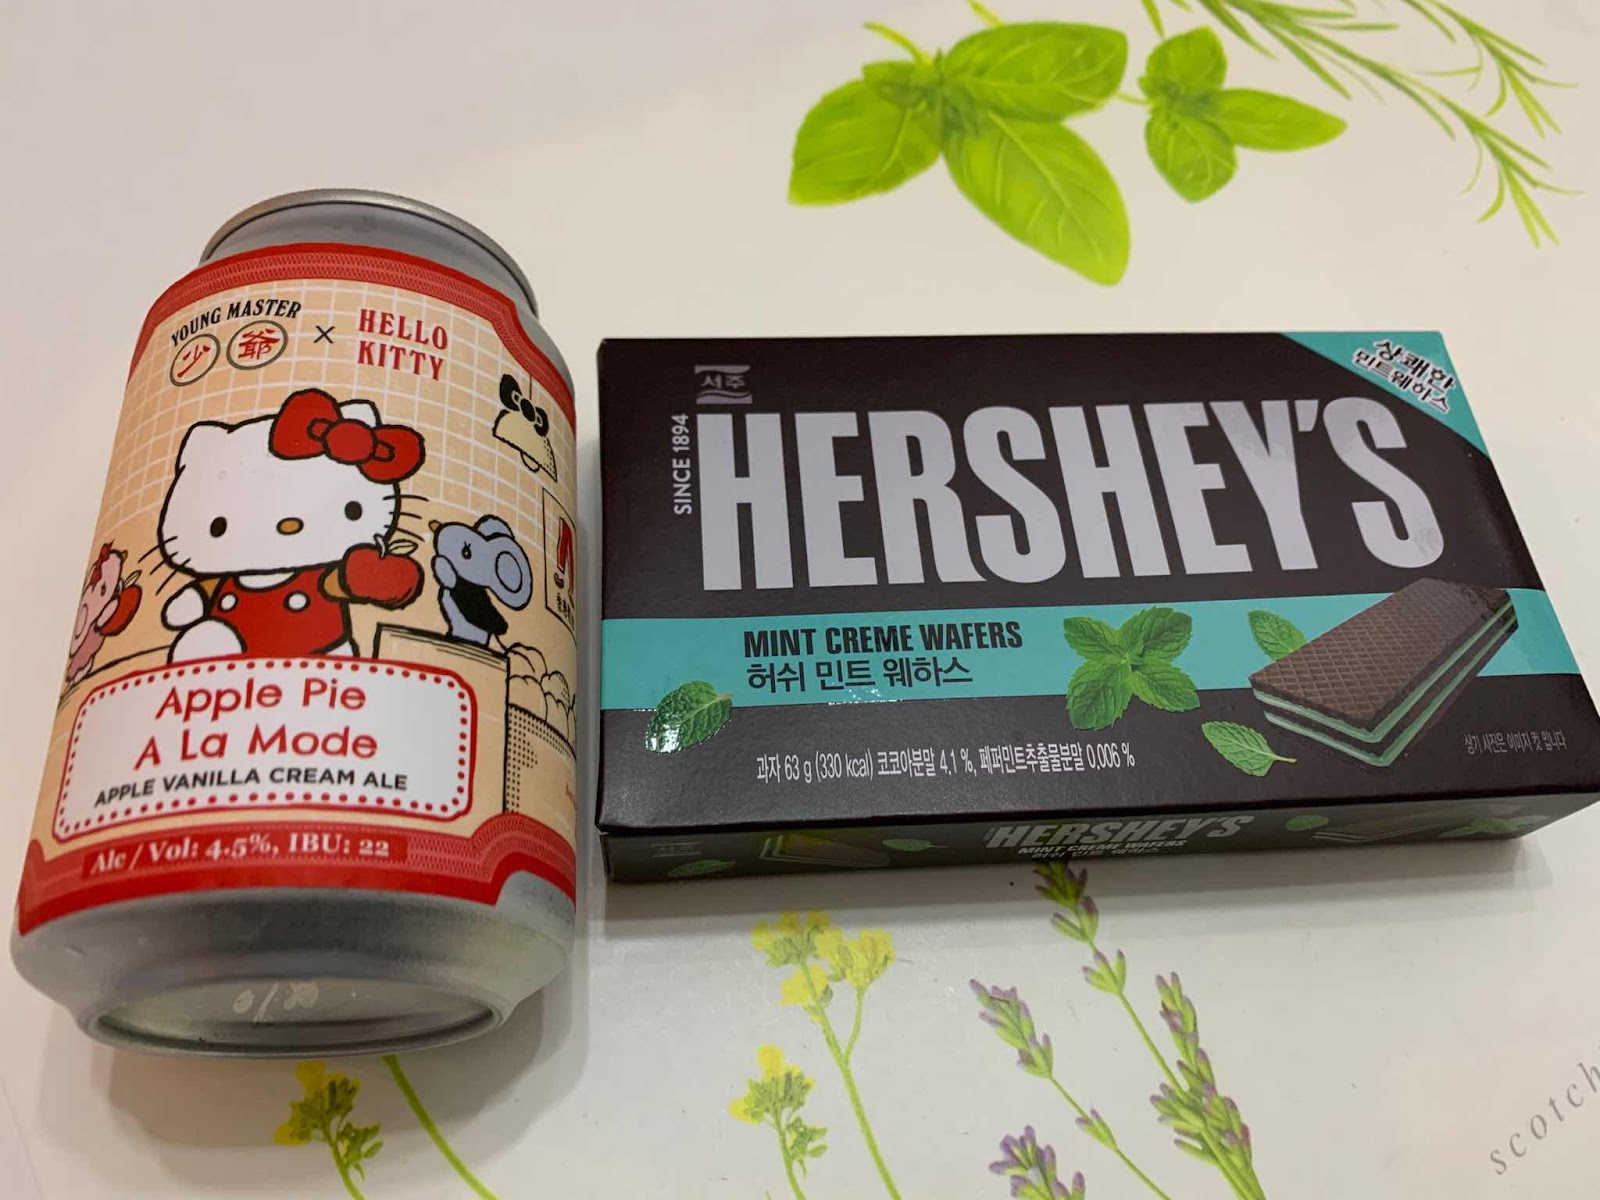 YOUNG MASTER
少爺 × HELLO KITTY
Apple Pie
A La Mode
APPLE VANILLA CREAM ALE
Alc / Vol: 4.5%, IBU: 22
서주
SINCE 1894
HERSHEY'S
상쾌한
민트웨하스
MINT CREME WAFERS
허쉬 민트 웨하스
과자 63 g (330 kcal) 코코아분말 4.1 %, 페퍼민트추출물분말 0.006 %
상기 사진은 이미지 컷 입니다
HERSHEY'S
MINT CREME WAFERS
허쉬 민트 웨하스
scotch